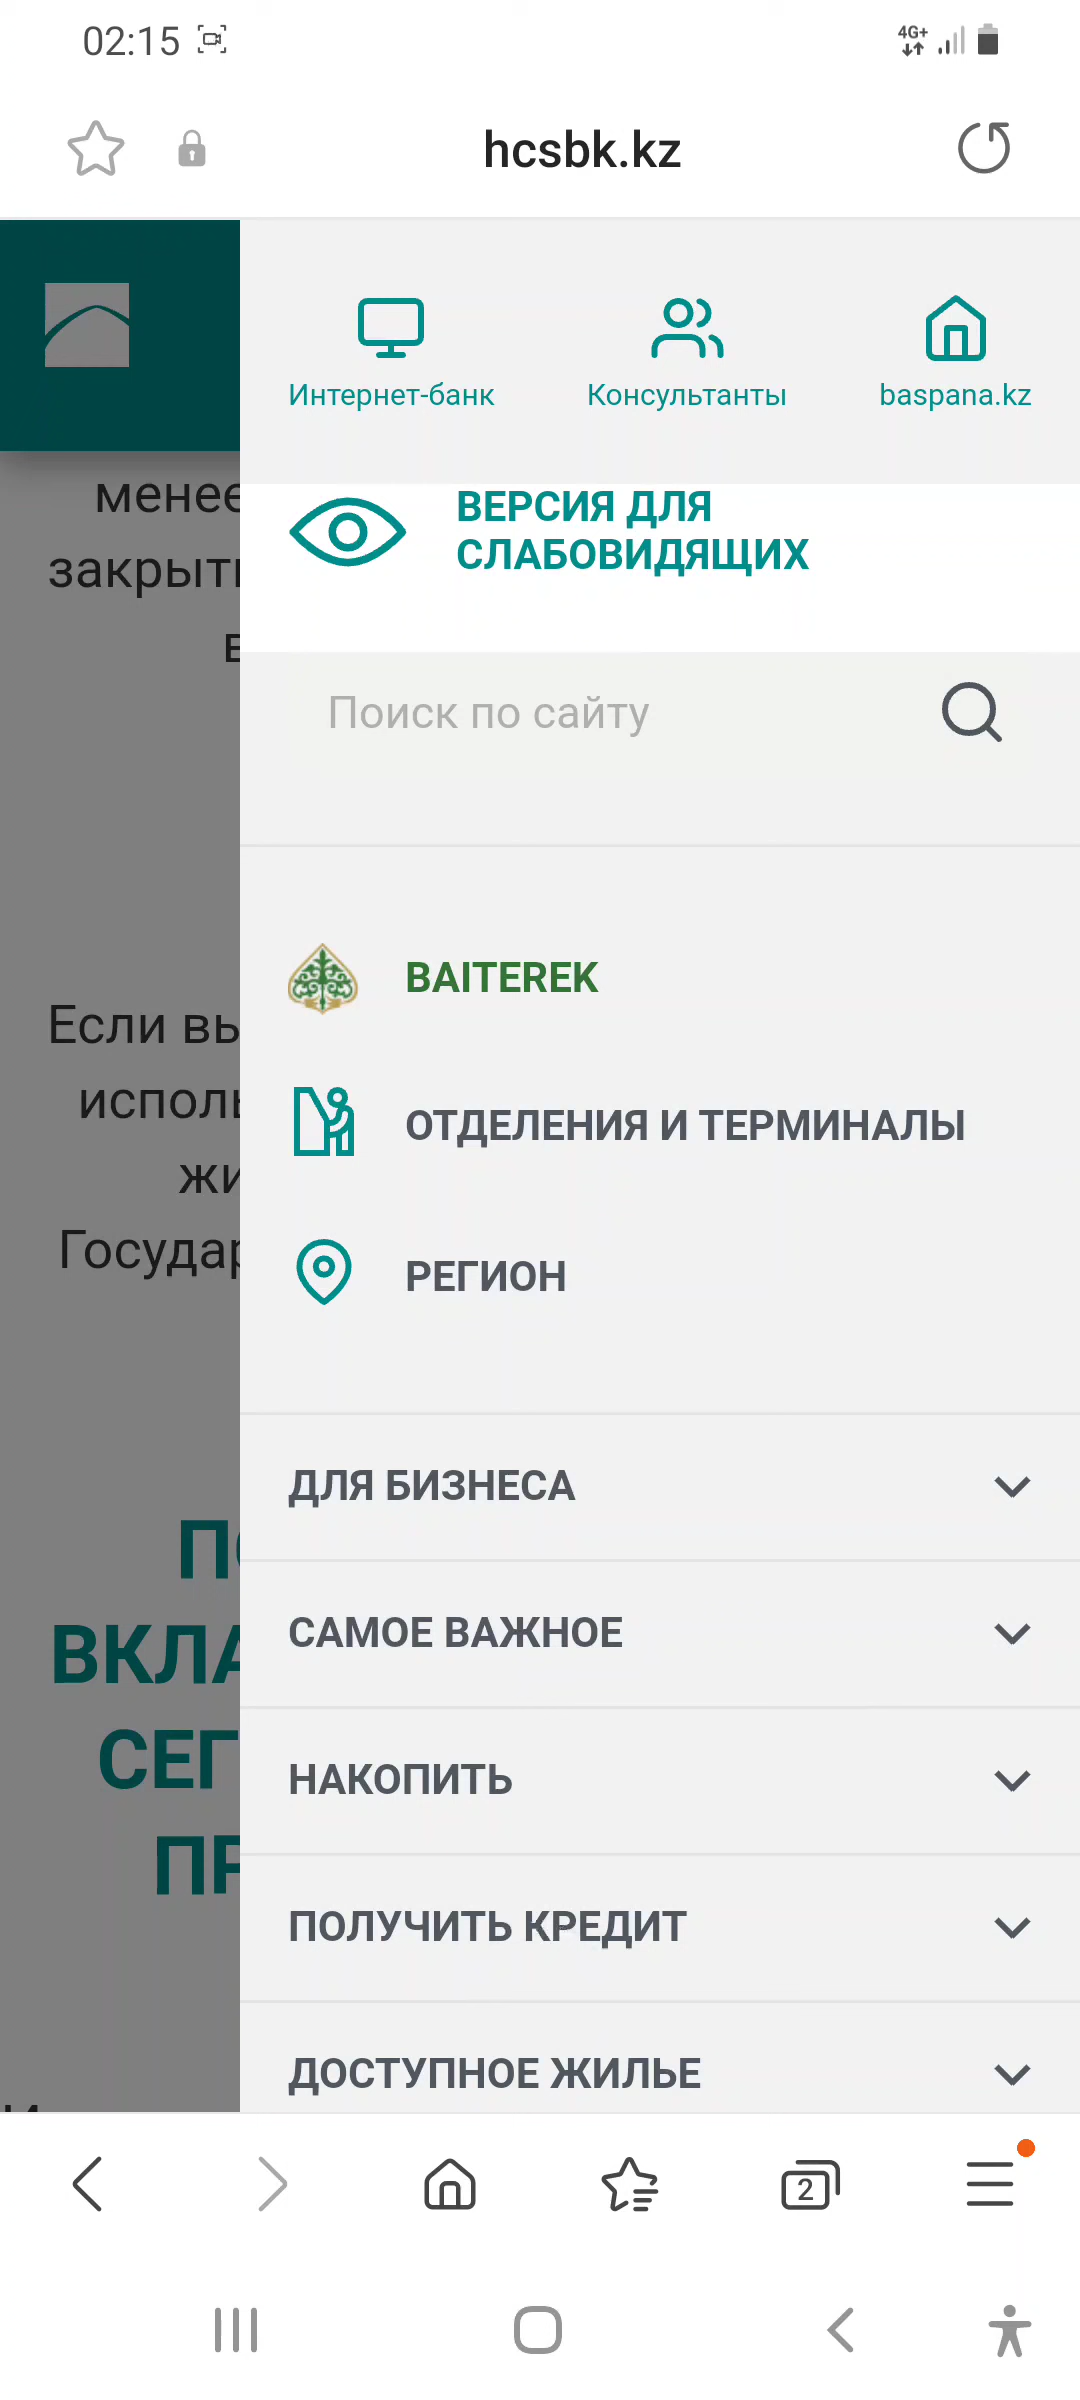 02:15
4G+
hcsbk.kz
Интернет-банк
Консультанты
baspana.kz
ВЕРСИЯ ДЛЯ
СЛАБОВИДЯЩИХ
Поиск по сайту
менее
BAITEREK
ОТДЕЛЕНИЯ И ТЕРМИНАЛЫ
Если вы
РЕГИОН
ДЛЯ БИЗНЕСА
САМОЕ ВАЖНОЕ
НАКОПИТЬ
ПОЛУЧИТЬ КРЕДИТ
ДОСТУПНОЕ ЖИЛЬЕ
2